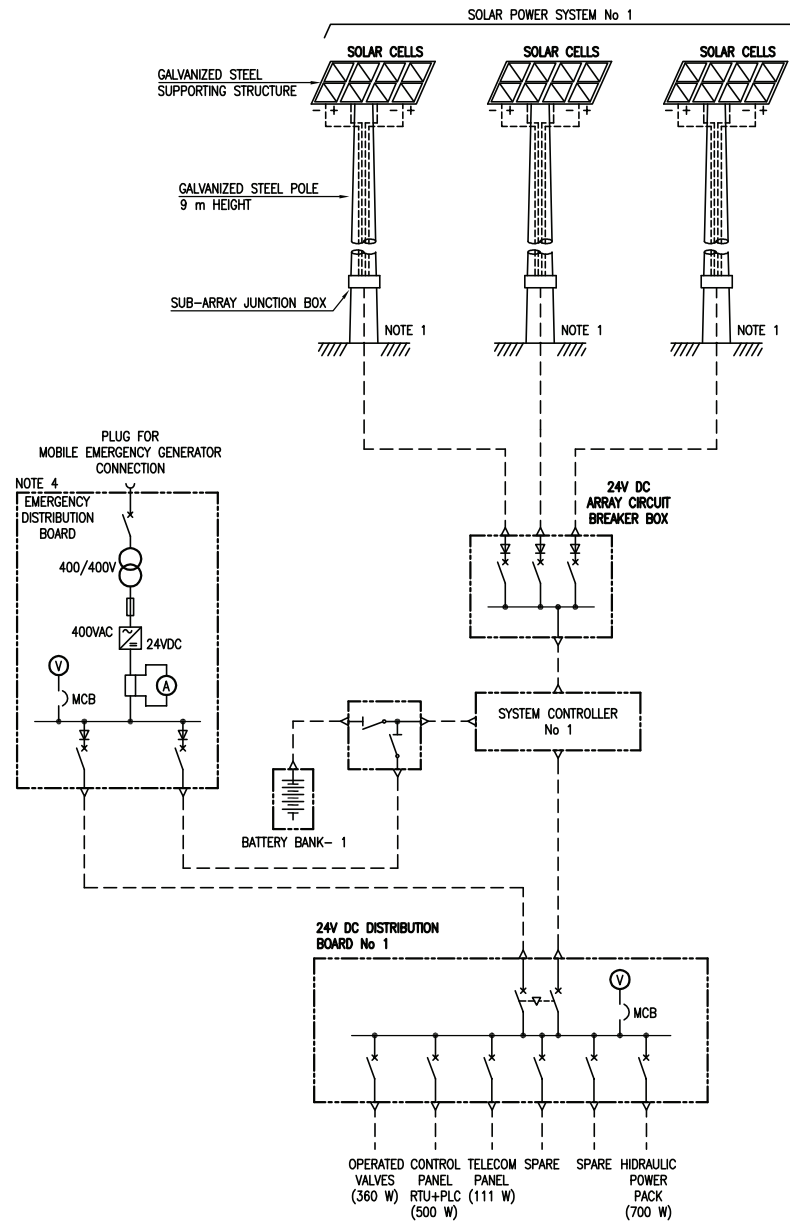 SOLAR POWER SYSTEM No 1
SOLAR CELLS
SOLAR CELLS
SOLAR CELLS
GALVANIZED STEEL
SUPPORTING STRUCTURE
- + - +
- + - +
- + - +
GALVANIZED STEEL POLE
9 m HEIGHT
SUB-ARRAY JUNCTION BOX
NOTE 1
NOTE 1
NOTE 1
PLUG FOR
MOBILE EMERGENCY GENERATOR
CONNECTION
NOTE 4
EMERGENCY
DISTRIBUTION
BOARD
400/400V
400VAC
24VDC
V
MCB
A
24V DC
ARRAY CIRCUIT
BREAKER BOX
SYSTEM CONTROLLER
No 1
BATTERY BANK- 1
24V DC DISTRIBUTION
BOARD No 1
V
MCB
OPERATED
VALVES
(360 W)
CONTROL
PANEL
RTU+PLC
(500 W)
TELECOM
PANEL
(111 W)
SPARE
SPARE
HIDRAULIC
POWER
PACK
(700 W)